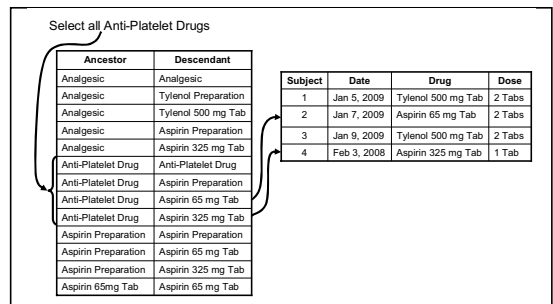 Select all Anti-Platelet Drugs
Ancestor Descendant
Analgesic Analgesic
Analgesic Tylenol Preparation
Analgesic Tylenol 500 mg Tab
Analgesic Aspirin Preparation
Analgesic Aspirin 325 mg Tab
Anti-Platelet Drug Anti-Platelet Drug
Anti-Platelet Drug Aspirin Preparation
Anti-Platelet Drug Aspirin 65 mg Tab
Anti-Platelet Drug Aspirin 325 mg Tab
Aspirin Preparation Aspirin Preparation
Aspirin Preparation Aspirin 65 mg Tab
Aspirin Preparation Aspirin 325 mg Tab
Aspirin 65mg Tab Aspirin 65 mg Tab
Subject Date Drug Dose
1 Jan 5, 2009 Tylenol 500 mg Tab 2 Tabs
2 Jan 7, 2009 Aspirin 65 mg Tab 2 Tabs
3 Jan 9, 2009 Tylenol 500 mg Tab 2 Tabs
4 Feb 3, 2008 Aspirin 325 mg Tab 1 Tab